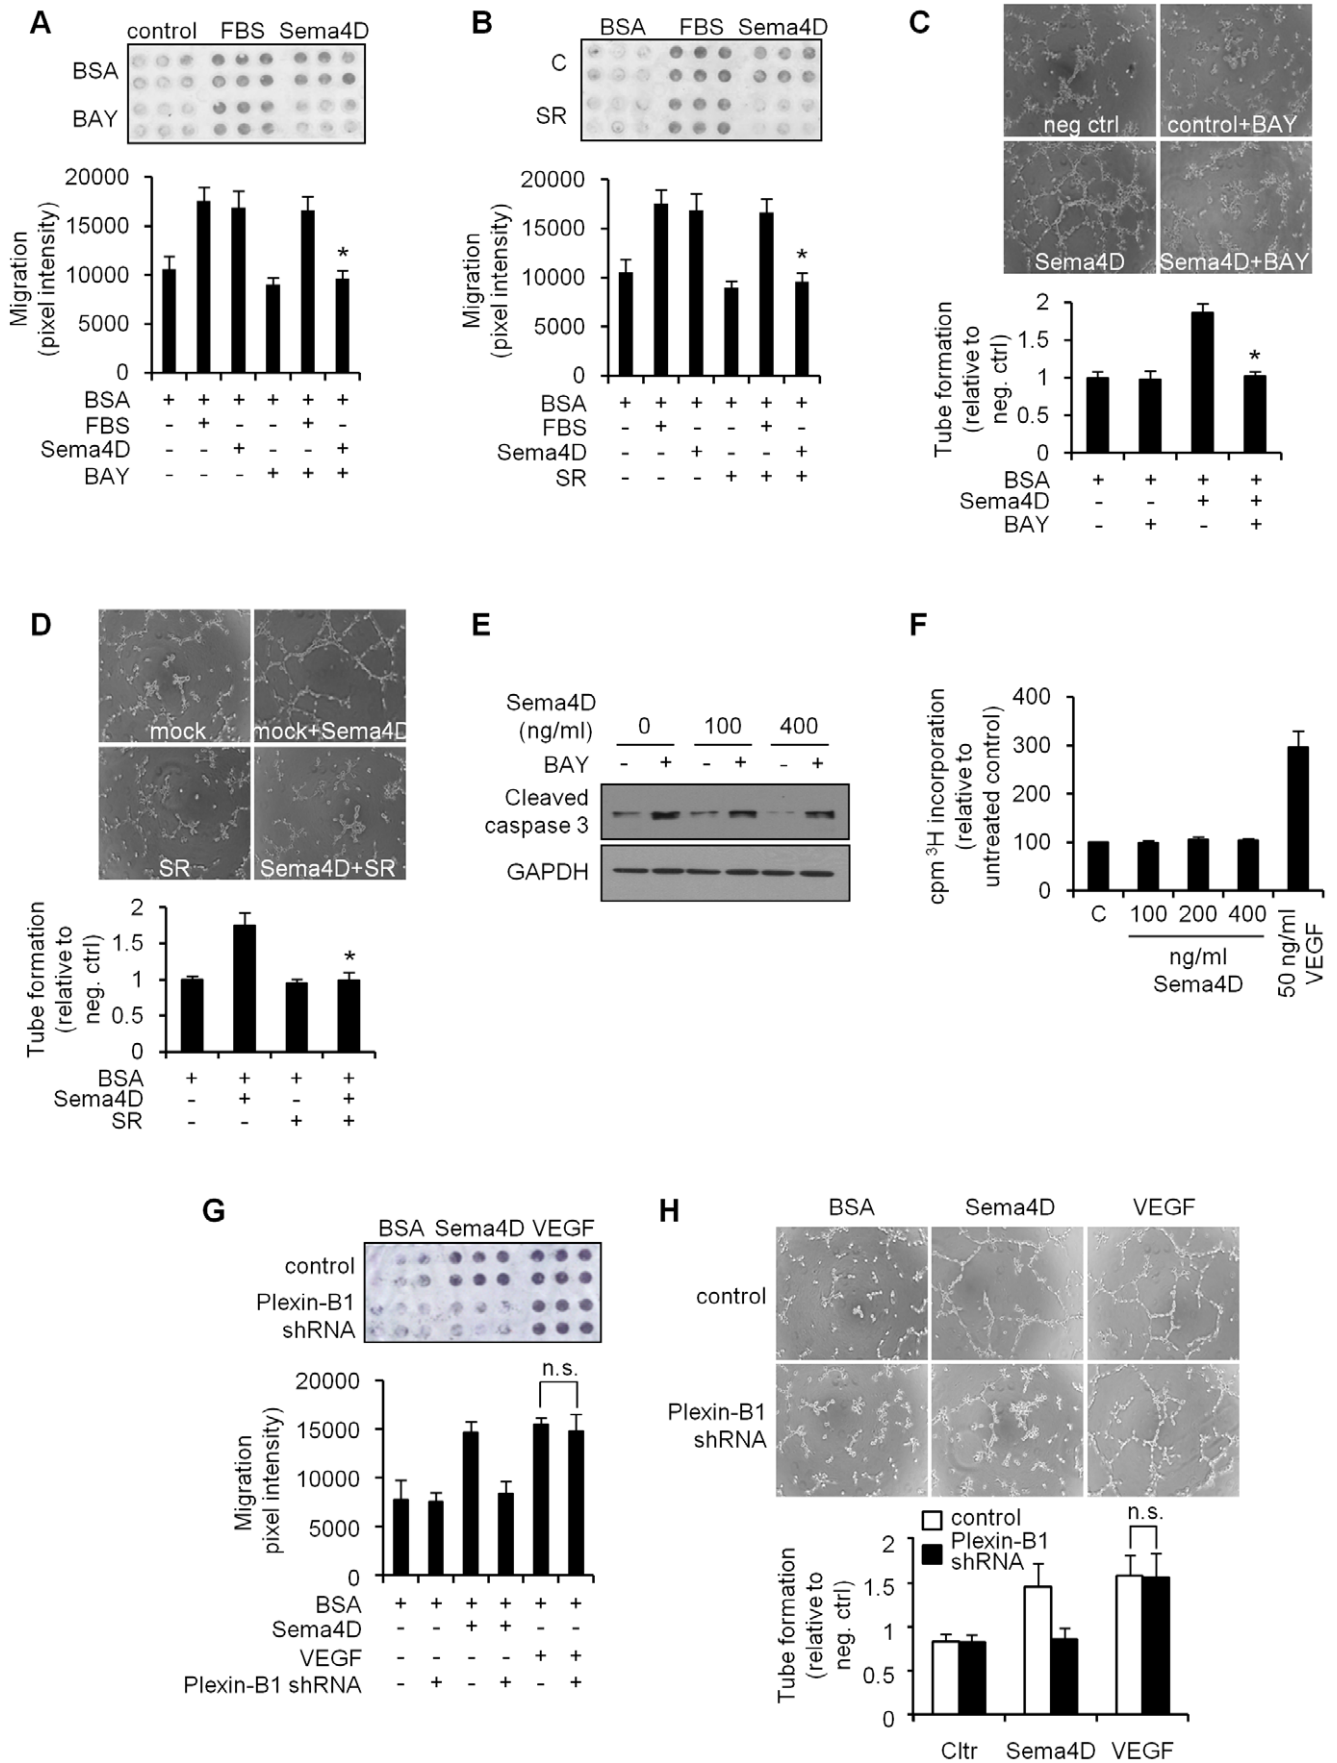 A
control FBS Sema4D
BSA
BAY
20000
15000
10000
5000
0
Migration
(pixel intensity)
BSA + + + + + +
FBS - + - - + -
Sema4D - - + - - +
BAY - - - + + +
*
B
BSA FBS Sema4D
C
SR
20000
15000
10000
5000
0
Migration
(pixel intensity)
*
BSA + + + + + +
FBS - + - - + -
Sema4D - - + - - +
SR - - - + + +
C
neg ctrl control+BAY
Sema4D Sema4D+BAY
2
1.5
1
0.5
0
Tube formation
(relative to
neg. ctrl)
*
BSA + + + +
Sema4D - - + +
BAY - + - +
D
mock mock+Sema4D
SR Sema4D+SR
2
1.5
1
0.5
0
Tube formation
(relative to
neg. ctrl)
*
BSA + + + +
Sema4D - + - +
SR - - + +
E
Sema4D
(ng/ml) 0 100 400
BAY - + - + - +
Cleaved
caspase 3
GAPDH
F
400
300
200
100
0
cpm ³H incorporation
(relative to
untreated control)
C 100 200 400
ng/ml
Sema4D
50 ng/ml
VEGF
G
BSA Sema4D VEGF
control
Plexin-B1
shRNA
n.s.
20000
15000
10000
5000
0
Migration
pixel intensity)
BSA + + + + + +
Sema4D - - + + - -
VEGF - - - - + +
Plexin-B1 shRNA - + - + - +
H
BSA Sema4D VEGF
control
Plexin-B1
shRNA
control
Plexin-B1
shRNA
n.s.
2
1.5
1
0.5
0
Tube formation
(relative to
neg. ctrl)
Cltr Sema4D VEGF